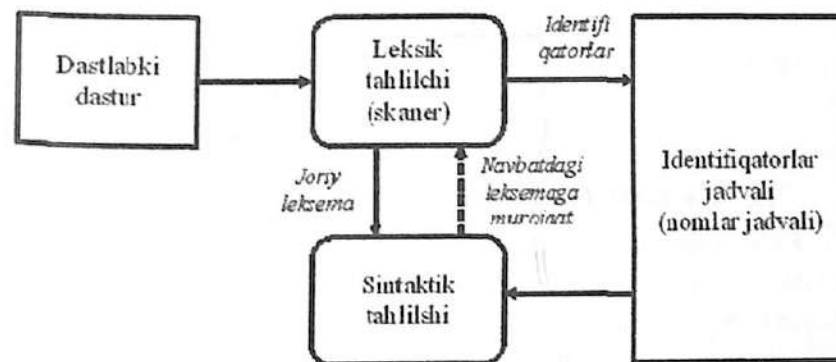 Dastlabki
dastur
Leksik
tahlilchi
(skaner)
Identifi
qatorlar
Joriy
leksema
Navbatdagi
leksemaga
murojaat
Identifiqatorlar
jadvali
(nomlar jadvali)
Sintaktik
tahlilshi